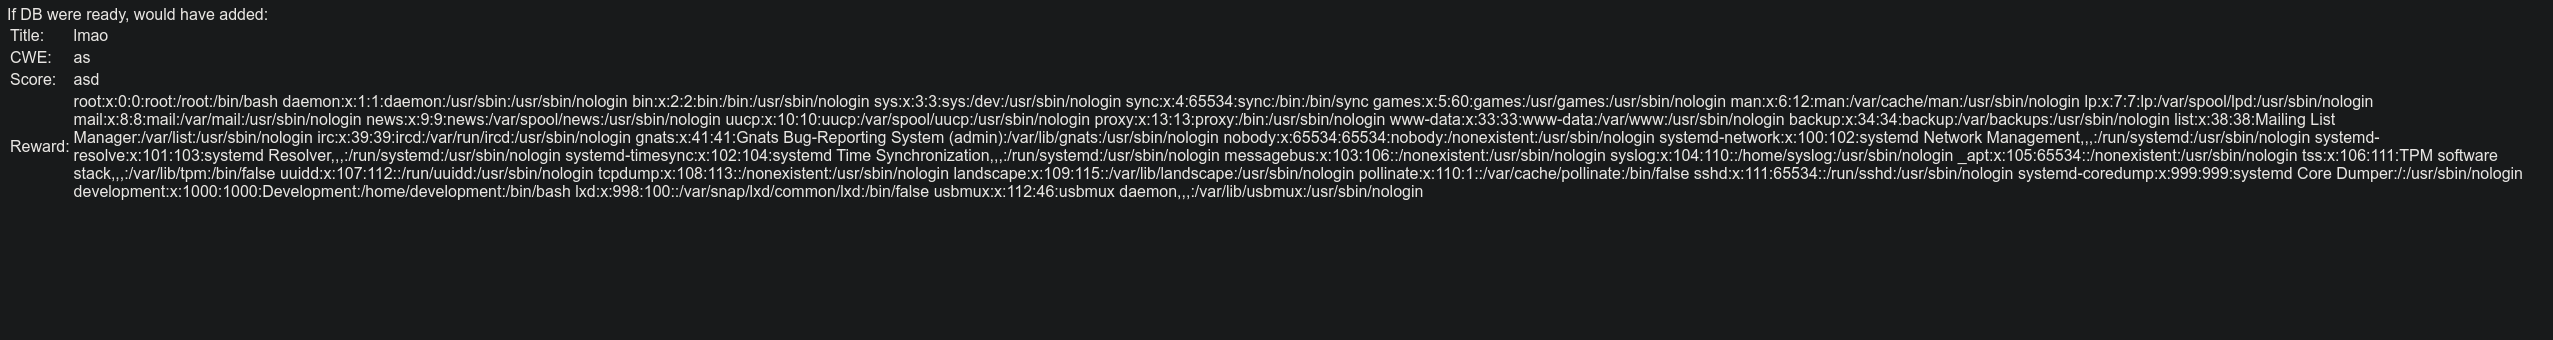 If DB were ready, would have added:
Title: lmao
CWE: as
Score: asd
Reward: root:x:0:0:root:/root:/bin/bash daemon:x:1:1:daemon:/usr/sbin:/usr/sbin/nologin bin:x:2:2:bin:/bin:/usr/sbin/nologin sys:x:3:3:sys:/dev:/usr/sbin/nologin sync:x:4:65534:sync:/bin:/bin/sync games:x:5:60:games:/usr/games:/usr/sbin/nologin man:x:6:12:man:/var/cache/man:/usr/sbin/nologin lp:x:7:7:lp:/var/spool/lpd:/usr/sbin/nologin
mail:x:8:8:mail:/var/mail:/usr/sbin/nologin news:x:9:9:news:/var/spool/news:/usr/sbin/nologin uucp:x:10:10:uucp:/var/spool/uucp:/usr/sbin/nologin proxy:x:13:13:proxy:/bin:/usr/sbin/nologin www-data:x:33:33:www-data:/var/www:/usr/sbin/nologin backup:x:34:34:backup:/var/backups:/usr/sbin/nologin list:x:38:38:Mailing List
Manager:/var/list:/usr/sbin/nologin irc:x:39:39:ircd:/var/run/ircd:/usr/sbin/nologin gnats:x:41:41:Gnats Bug-Reporting System (admin):/var/lib/gnats:/usr/sbin/nologin nobody:x:65534:65534:nobody:/nonexistent:/usr/sbin/nologin systemd-network:x:100:102:systemd Network Management,,,:/run/systemd:/usr/sbin/nologin systemd-
resolve:x:101:103:systemd Resolver,,,:/run/systemd:/usr/sbin/nologin systemd-timesync:x:102:104:systemd Time Synchronization,,,:/run/systemd:/usr/sbin/nologin messagebus:x:103:106::/nonexistent:/usr/sbin/nologin syslog:x:104:110::/home/syslog:/usr/sbin/nologin _apt:x:105:65534::/nonexistent:/usr/sbin/nologin tss:x:106:111:TPM software
stack,,,:/var/lib/tpm:/bin/false uuidd:x:107:112::/run/uuidd:/usr/sbin/nologin tcpdump:x:108:113::/nonexistent:/usr/sbin/nologin landscape:x:109:115::/var/lib/landscape:/usr/sbin/nologin pollinate:x:110:1::/var/cache/pollinate:/bin/false sshd:x:111:65534::/run/sshd:/usr/sbin/nologin systemd-coredump:x:999:999:systemd Core Dumper:/:/usr/sbin/nologin
development:x:1000:1000:Development:/home/development:/bin/bash lxd:x:998:100::/var/snap/lxd/common/lxd:/bin/false usbmux:x:112:46:usbmux daemon,,,:/var/lib/usbmux:/usr/sbin/nologin